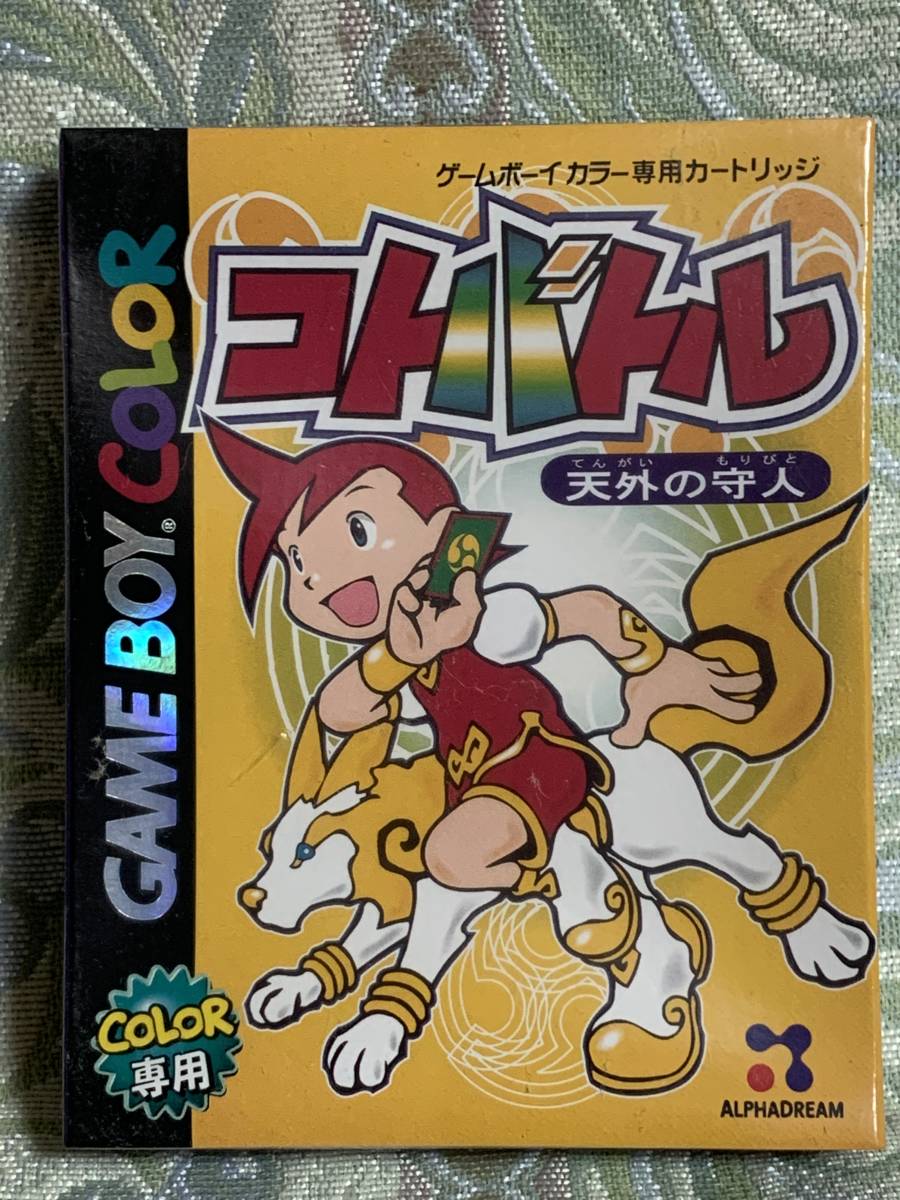 ゲームボーイカラー専用カートリッジ
コトバトル
てんがい もりびと
天外の守人
GAME BOY® COLOR
COLOR
専用
ALPHADREAM